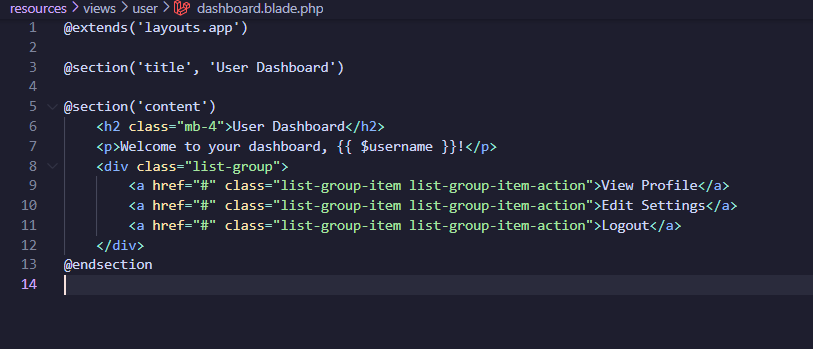 resources > views > user > dashboard.blade.php
1 @extends('layouts.app')
2
3 @section('title', 'User Dashboard')
4
5 @section('content')
6     <h2 class="mb-4">User Dashboard</h2>
7     <p>Welcome to your dashboard, {{ $username }}!</p>
8     <div class="list-group">
9         <a href="#" class="list-group-item list-group-item-action">View Profile</a>
10         <a href="#" class="list-group-item list-group-item-action">Edit Settings</a>
11         <a href="#" class="list-group-item list-group-item-action">Logout</a>
12     </div>
13 @endsection
14